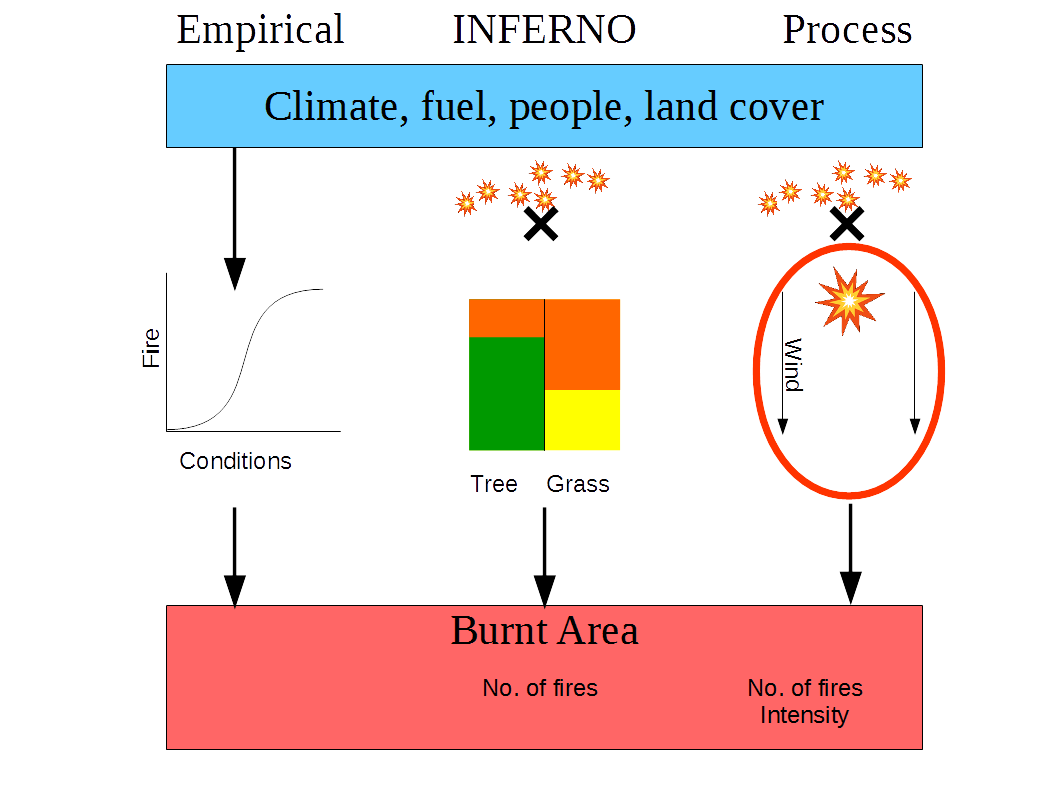 Empirical
INFERNO
Process
Climate, fuel, people, land cover
Fire
Conditions
Tree
Grass
Wind
Burnt Area
No. of fires
No. of fires
Intensity